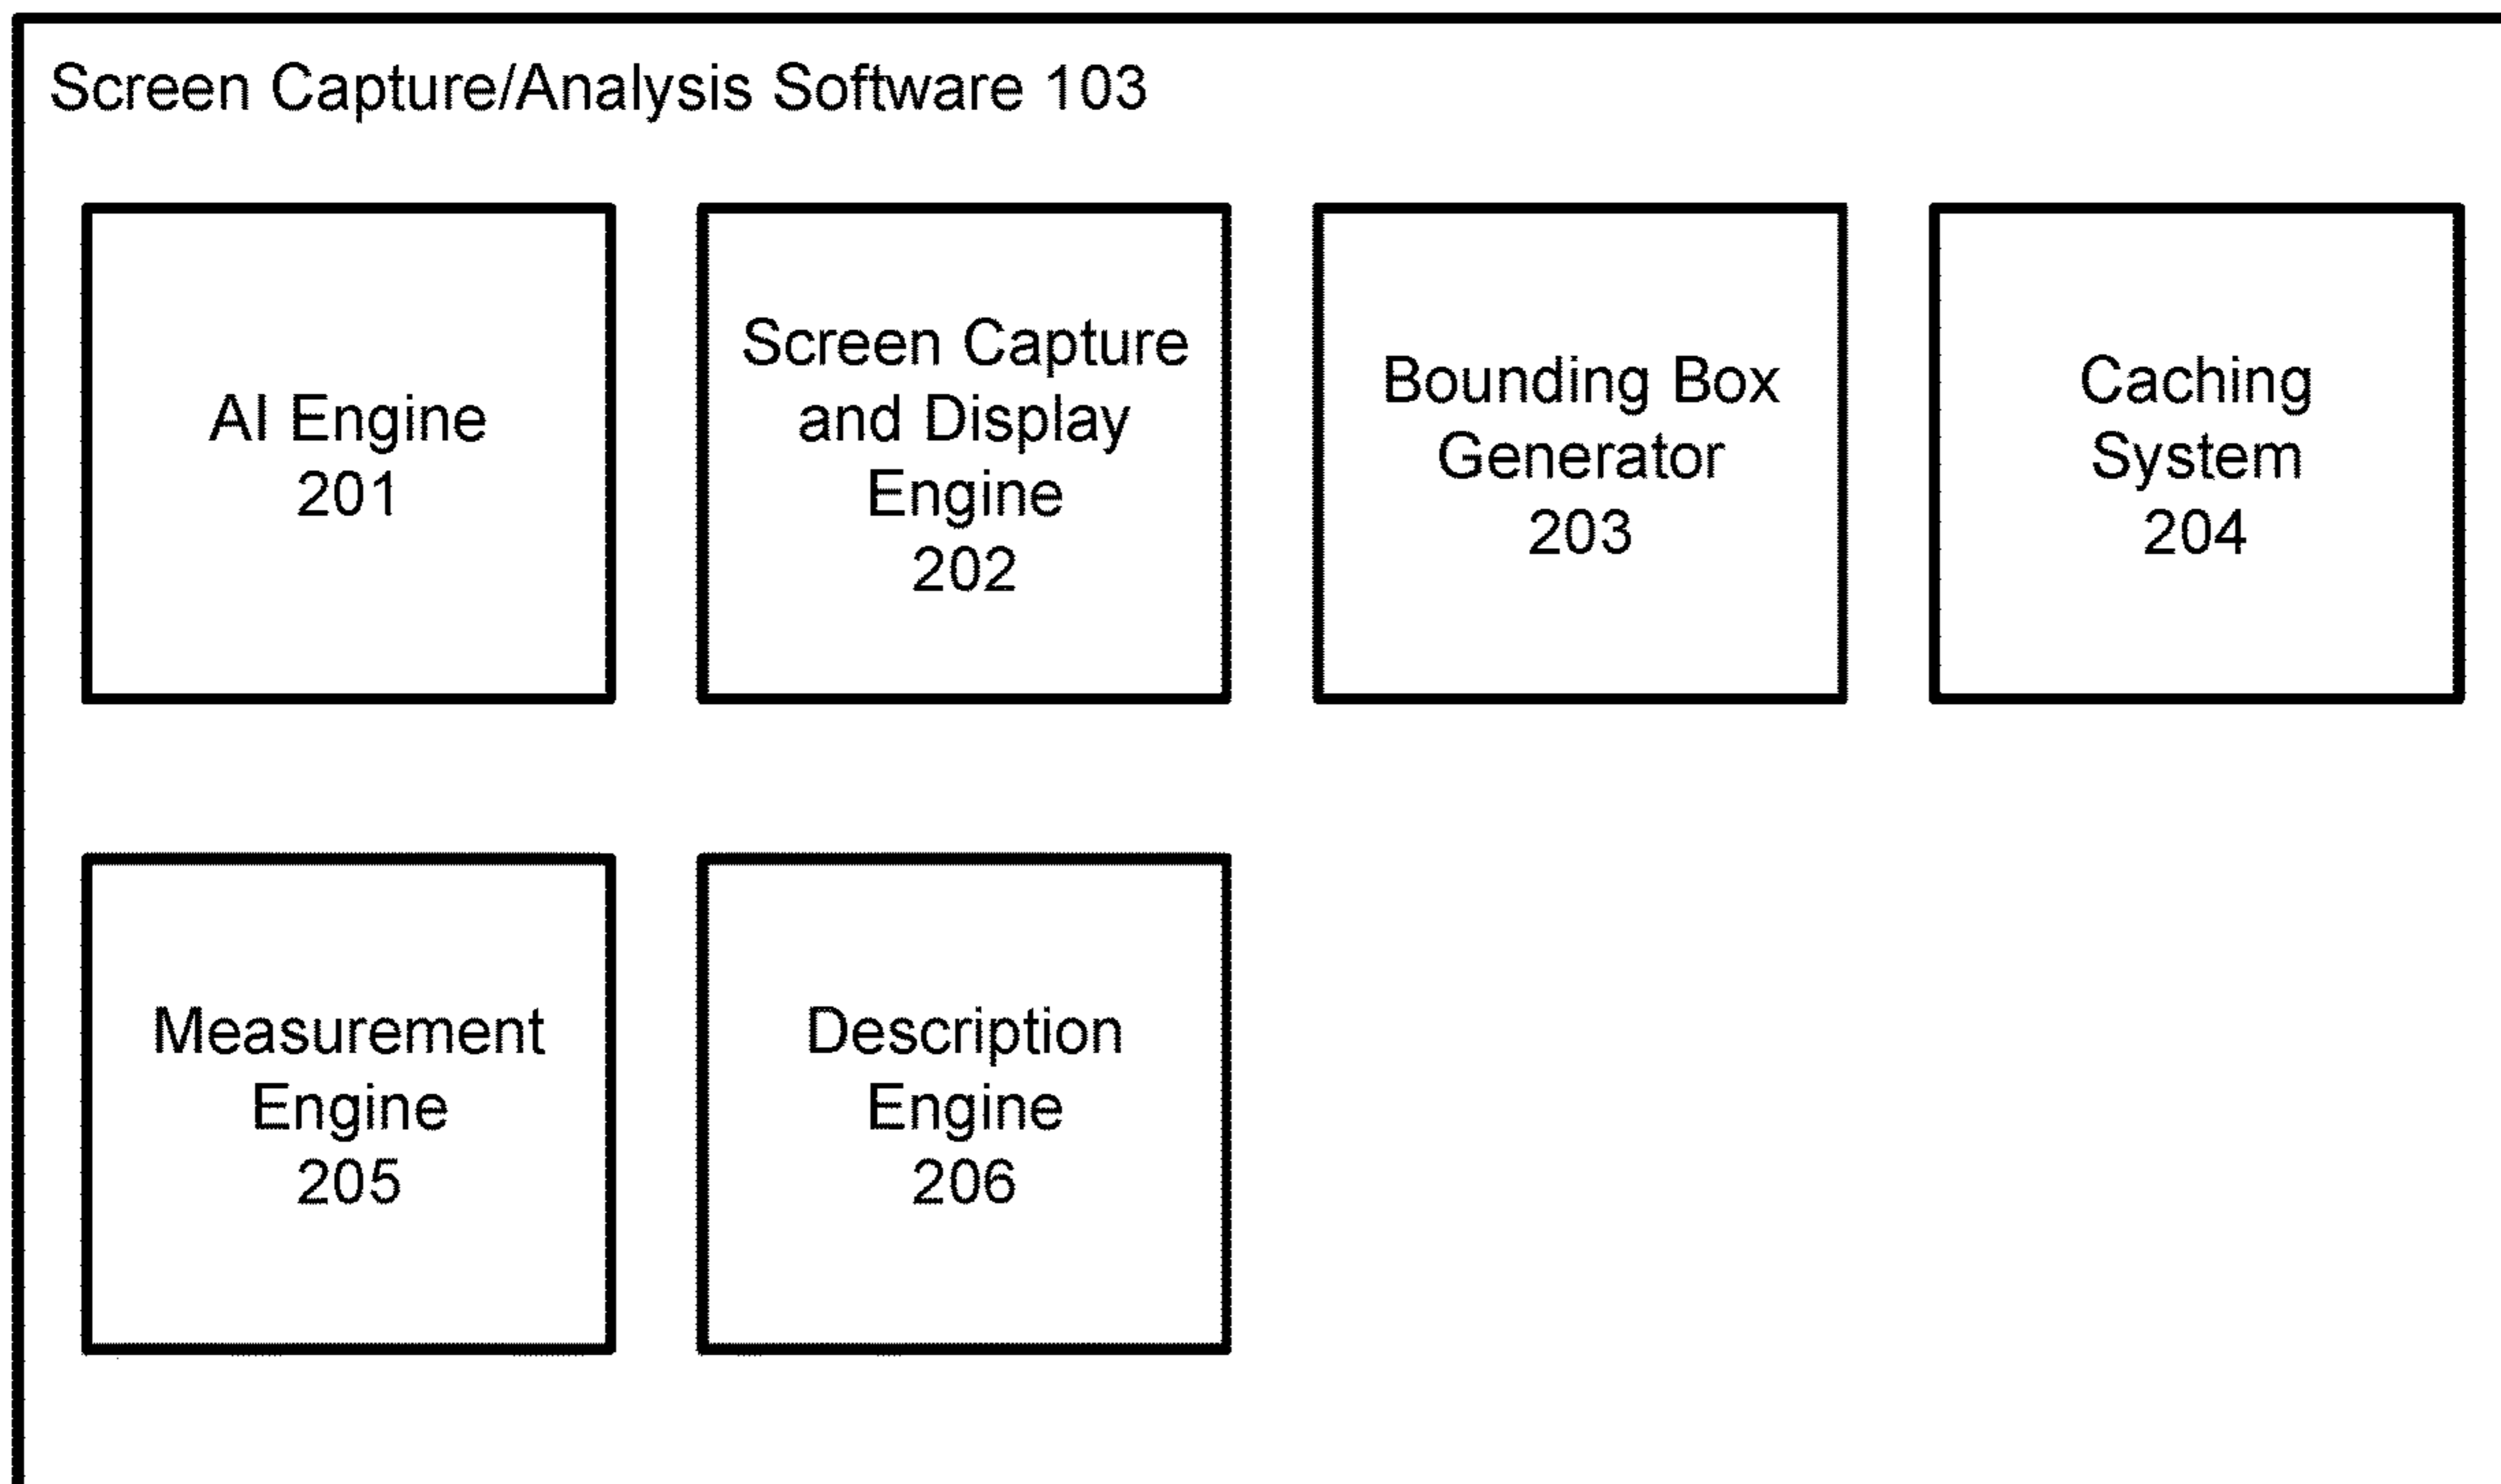 Screen Capture/Analysis Software 103
AI Engine
201
Screen Capture
and Display
Engine
202
Bounding Box
Generator
203
Caching
System
204
Measurement
Engine
205
Description
Engine
206